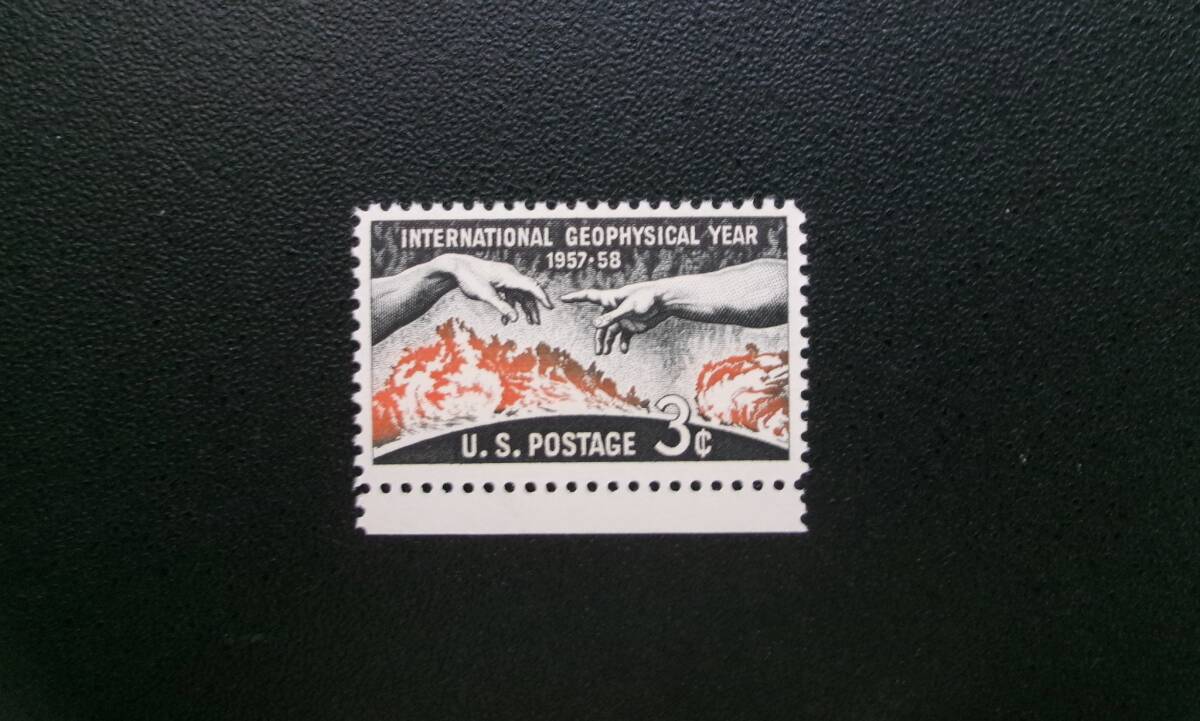 INTERNATIONAL GEOPHYSICAL YEAR
1957·58
U. S. POSTAGE 3¢